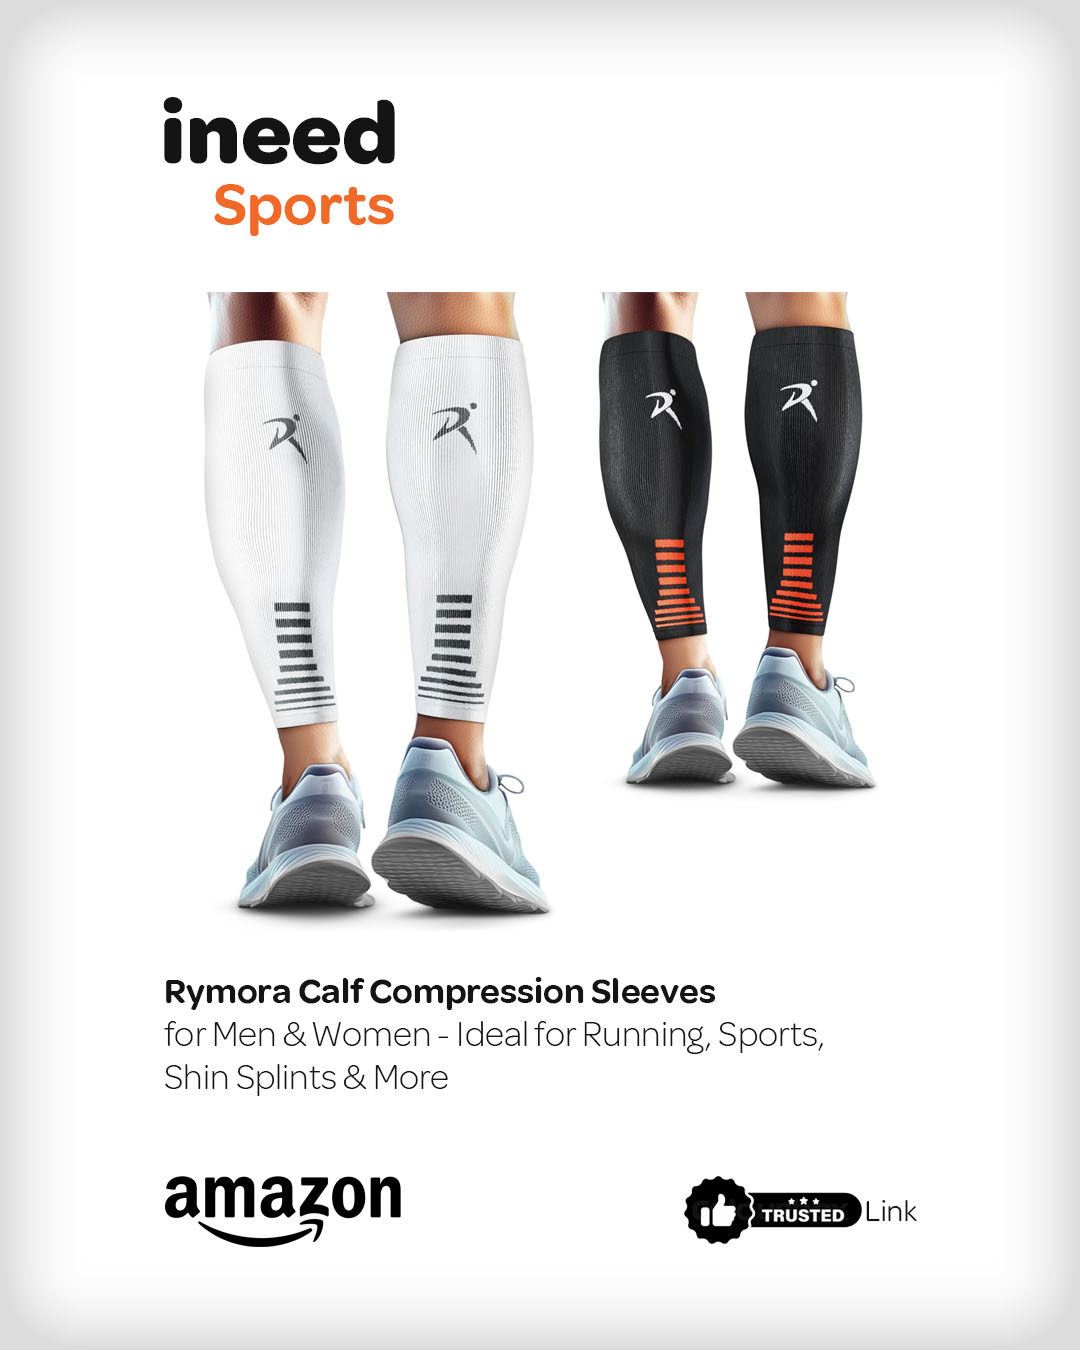 ineed
Sports
Rymora Calf Compression Sleeves
for Men & Women - Ideal for Running, Sports,
Shin Splints & More
amazon
TRUSTED Link